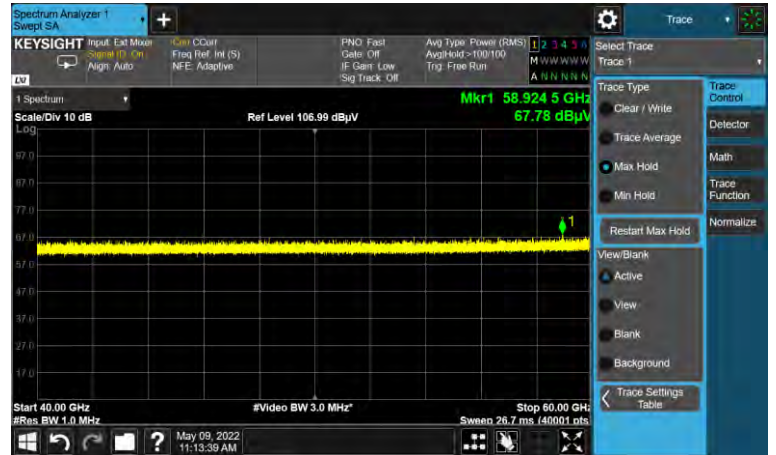 Spectrum Analyzer 1
Swept SA
Trace
KEYSIGHT
Input: Ext Mixer
Signal ID: On
Align: Auto
Corr CCorr
Freq Ref: Int (S)
NFE: Adaptive
PNO: Fast
Gate: Off
IF Gain: Low
Sig Track: Off
Avg Type: Power (RMS)
Avg|Hold:>100/100
Trig: Free Run
1 2 3 4 5 6
M W W W W W
A N N N N N
LXI
Select Trace
Trace 1
1 Spectrum
Scale/Div 10 dB
Log
Ref Level 106.99 dBµV
Mkr1 58.924 5 GHz
67.78 dBµV
97.0
87.0
77.0
67.0
57.0
47.0
37.0
27.0
17.0
1
Start 40.00 GHz
#Res BW 1.0 MHz
#Video BW 3.0 MHz*
Stop 60.00 GHz
Sweep 26.7 ms (40001 pts
Trace Type
Clear / Write
Trace Average
Max Hold
Min Hold
Restart Max Hold
View/Blank
Active
View
Blank
Background
Trace Settings
Table
Trace
Control
Detector
Math
Trace
Function
Normalize
?
May 09, 2022
11:13:39 AM